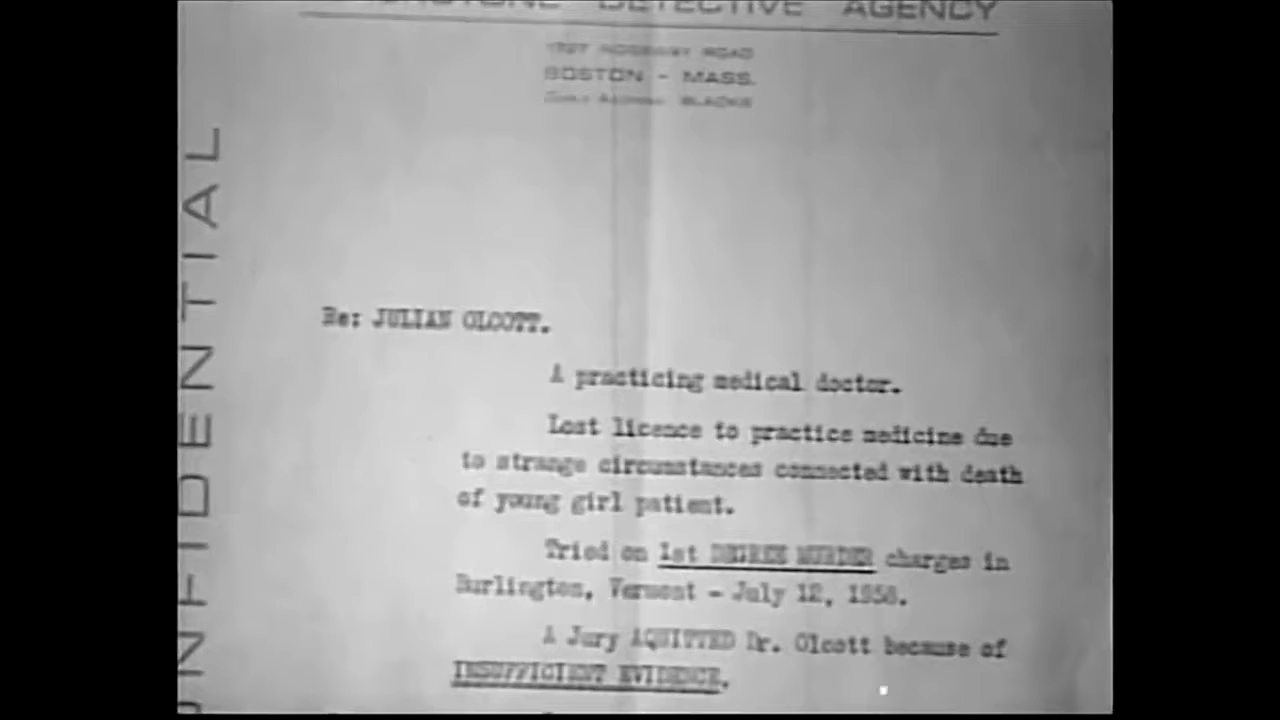 DETECTIVE AGENCY
ROAD
BOSTON - MASS.
Re: JULIAN OLCOTT.
A practicing medical doctor.
Lost licence to practice medicine due
to strange circumstances connected with death
of young girl patient.
Tried on 1st DEGREE MURDER charges in
Burlington, Vermont - July 12, 1958.
A Jury AQUITTED Dr. Olcott because of
INSUFFICIENT EVIDENCE.